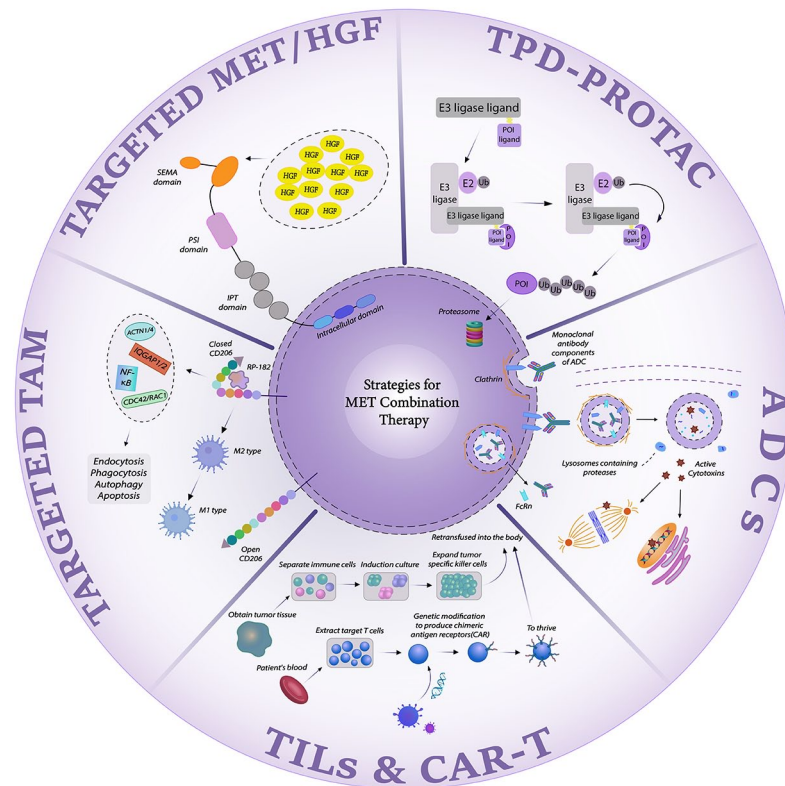 TARGETED MET/HGF
TPD-PROTAC
ADCs
TILs & CAR-T
TARGETED TAM
Strategies for
MET Combination
Therapy
SEMA
domain
HGF
HGF
HGF
HGF
HGF
HGF
HGF
HGF
HGF
HGF
HGF
HGF
PSI
domain
IPT
domain
Intracellular domain
E3 ligase ligand
POI
ligand
E3
ligase
E2
Ub
E3 ligase ligand
POI
ligand
POI
E3
ligase
E2
Ub
E3 ligase ligand
POI
ligand
POI
POI
Ub
Ub
Ub
Ub
Ub
Proteasome
Monoclonal
antibody
components
of ADC
Clathrin
Lysosomes containing
proteases
Active
Cytotoxins
FcRn
Retransfused into the body
Separate immune cells
Induction culture
Expand tumor
specific killer cells
Obtain tumor tissue
Extract target T cells
Genetic modification
to produce chimeric
antigen receptors(CAR)
To thrive
Patient's blood
ACTN1/4
IQGAP1/2
NF-
κB
CDC42/RAC1
Closed
CD206
RP-182
M2 type
M1 type
Endocytosis
Phagocytosis
Autophagy
Apoptosis
Open
CD206